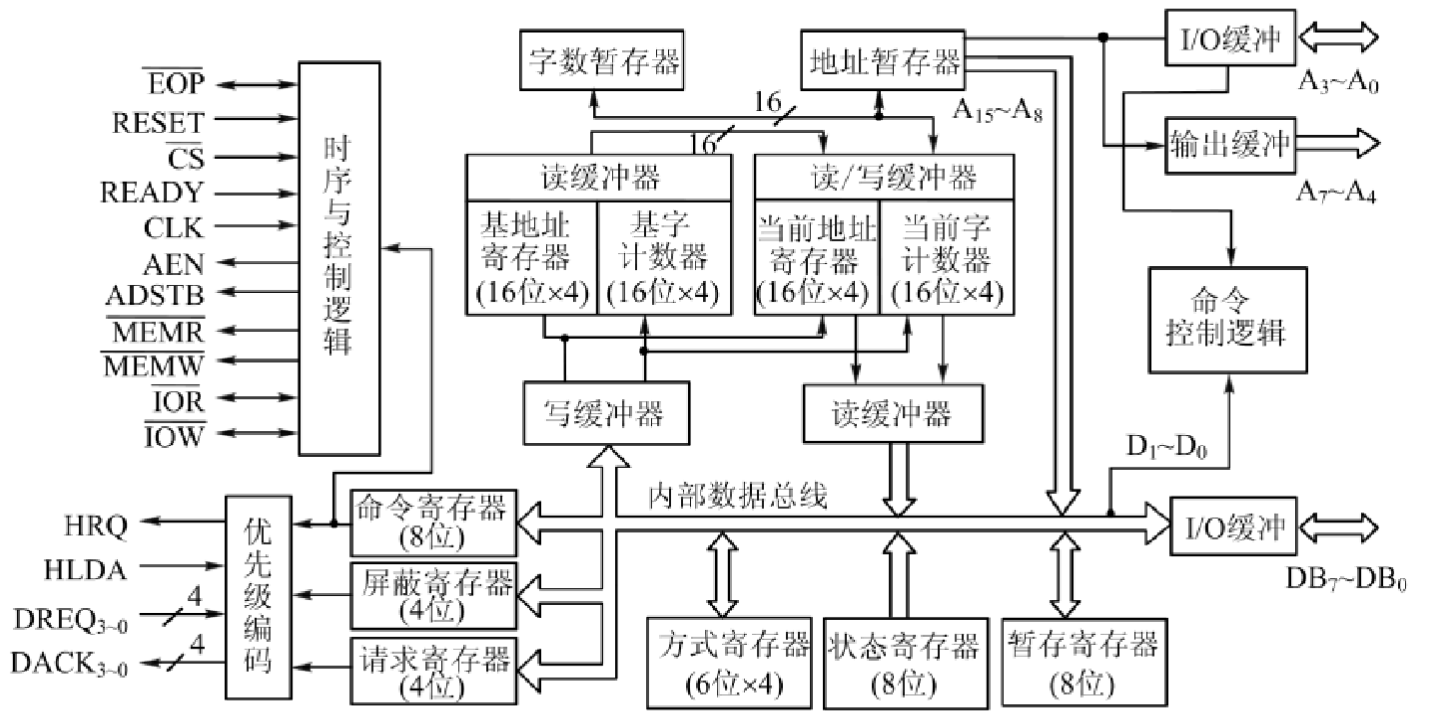 EOP
RESET
CS
READY
CLK
AEN
ADSTB
MEMR
MEMW
IOR
IOW
时序与控制逻辑
字数暂存器
地址暂存器
16
16
A15~A8
I/O缓冲
A3~A0
输出缓冲
A7~A4
读缓冲器
基地址
寄存器
(16位×4)
基字
计数器
(16位×4)
读/写缓冲器
当前地址
寄存器
(16位×4)
当前字
计数器
(16位×4)
命令
控制逻辑
写缓冲器
读缓冲器
D1~D0
内部数据总线
HRQ
HLDA
DREQ3~0
4
DACK3~0
4
优先级编码
命令寄存器
(8位)
屏蔽寄存器
(4位)
请求寄存器
(4位)
方式寄存器
(6位×4)
状态寄存器
(8位)
暂存寄存器
(8位)
I/O缓冲
DB7~DB0